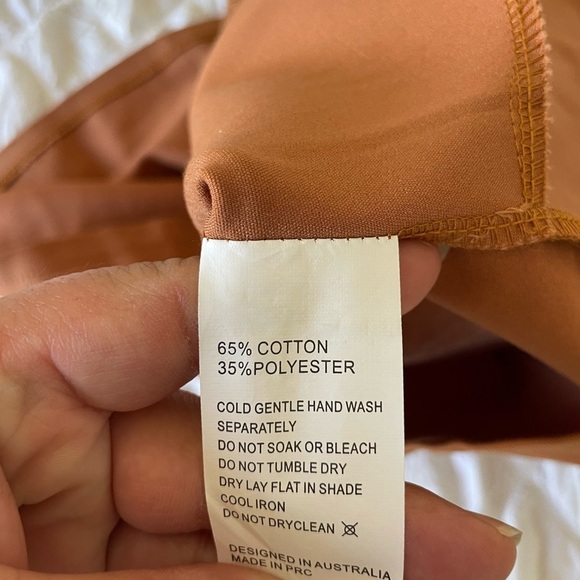 65% COTTON
35%POLYESTER
COLD GENTLE HAND WASH
SEPARATELY
DO NOT SOAK OR BLEACH
DO NOT TUMBLE DRY
DRY LAY FLAT IN SHADE
COOL IRON
DO NOT DRYCLEAN
DESIGNED IN AUSTRALIA
MADE IN PRC